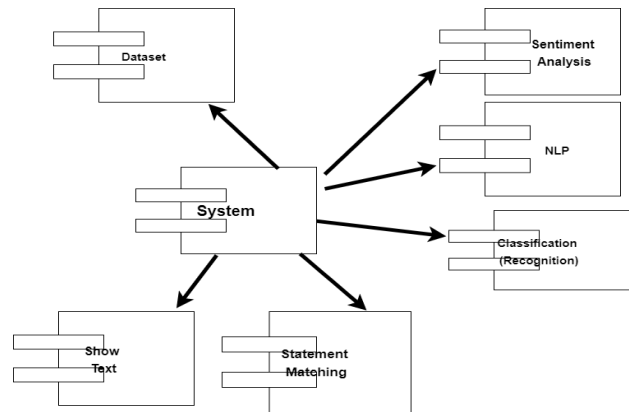 Dataset
Sentiment
Analysis
NLP
System
Classification
(Recognition)
Show
Text
Statement
Matching